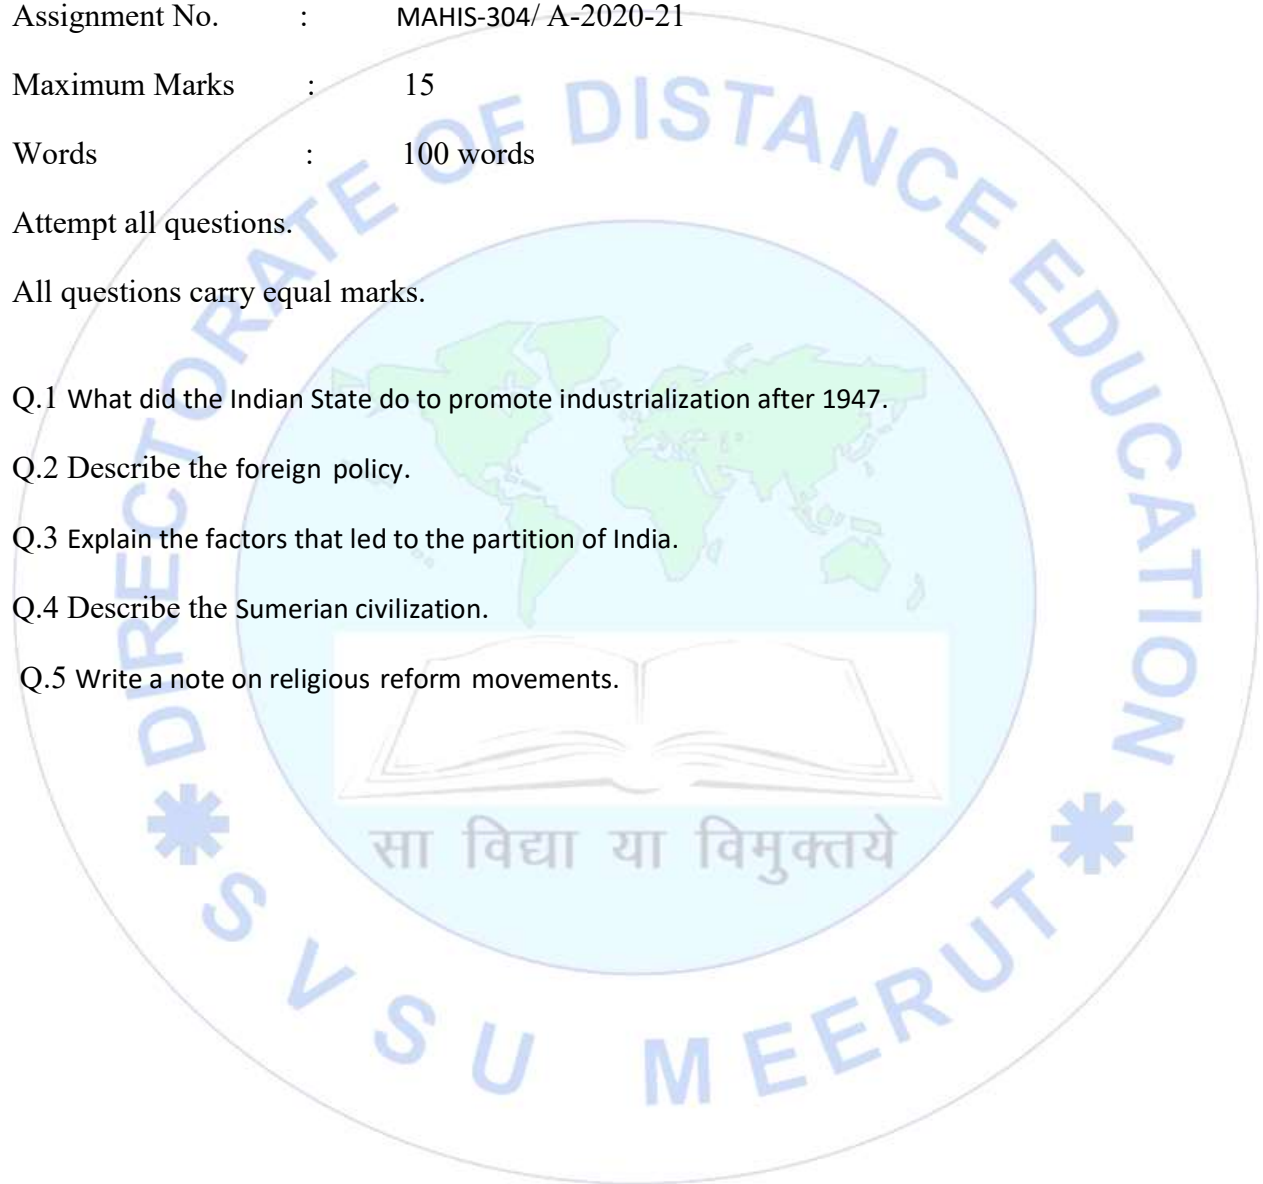 Assignment No. : MAHIS-304/ A-2020-21
Maximum Marks : 15
Words : 100 words
Attempt all questions.
All questions carry equal marks.
Q.1 What did the Indian State do to promote industrialization after 1947.
Q.2 Describe the foreign policy.
Q.3 Explain the factors that led to the partition of India.
Q.4 Describe the Sumerian civilization.
Q.5 Write a note on religious reform movements.
DIRECTORATE OF DISTANCE EDUCATION
सा विद्या या विमुक्तये
S V S U MEERUT